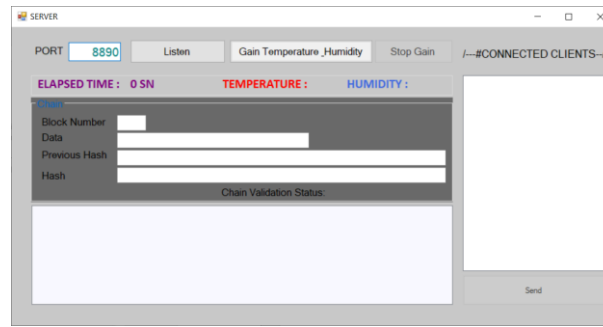 SERVER
PORT 8890 Listen Gain Temperature _Humidity Stop Gain /---#CONNECTED CLIENTS--
ELAPSED TIME : 0 SN TEMPERATURE : HUMIDITY :
Chain
Block Number
Data
Previous Hash
Hash
Chain Validation Status:
Send